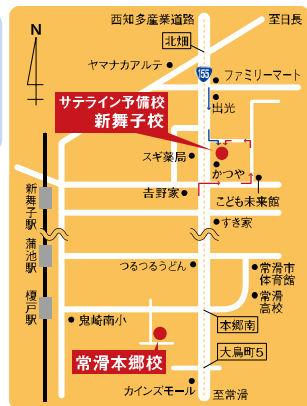 西知多産業道路
至日長
N
北畑
ヤマナカアルテ
155
ファミリーマート
サテライン予備校
新舞子校
出光
スギ薬局
かつや
吉野家
こども未来館
新舞子駅
すき家
蒲池駅
つるつるうどん
常滑市
体育館
常滑
高校
榎戸駅
鬼崎南小
本郷南
常滑本郷校
大鳥町5
カインズモール
至常滑